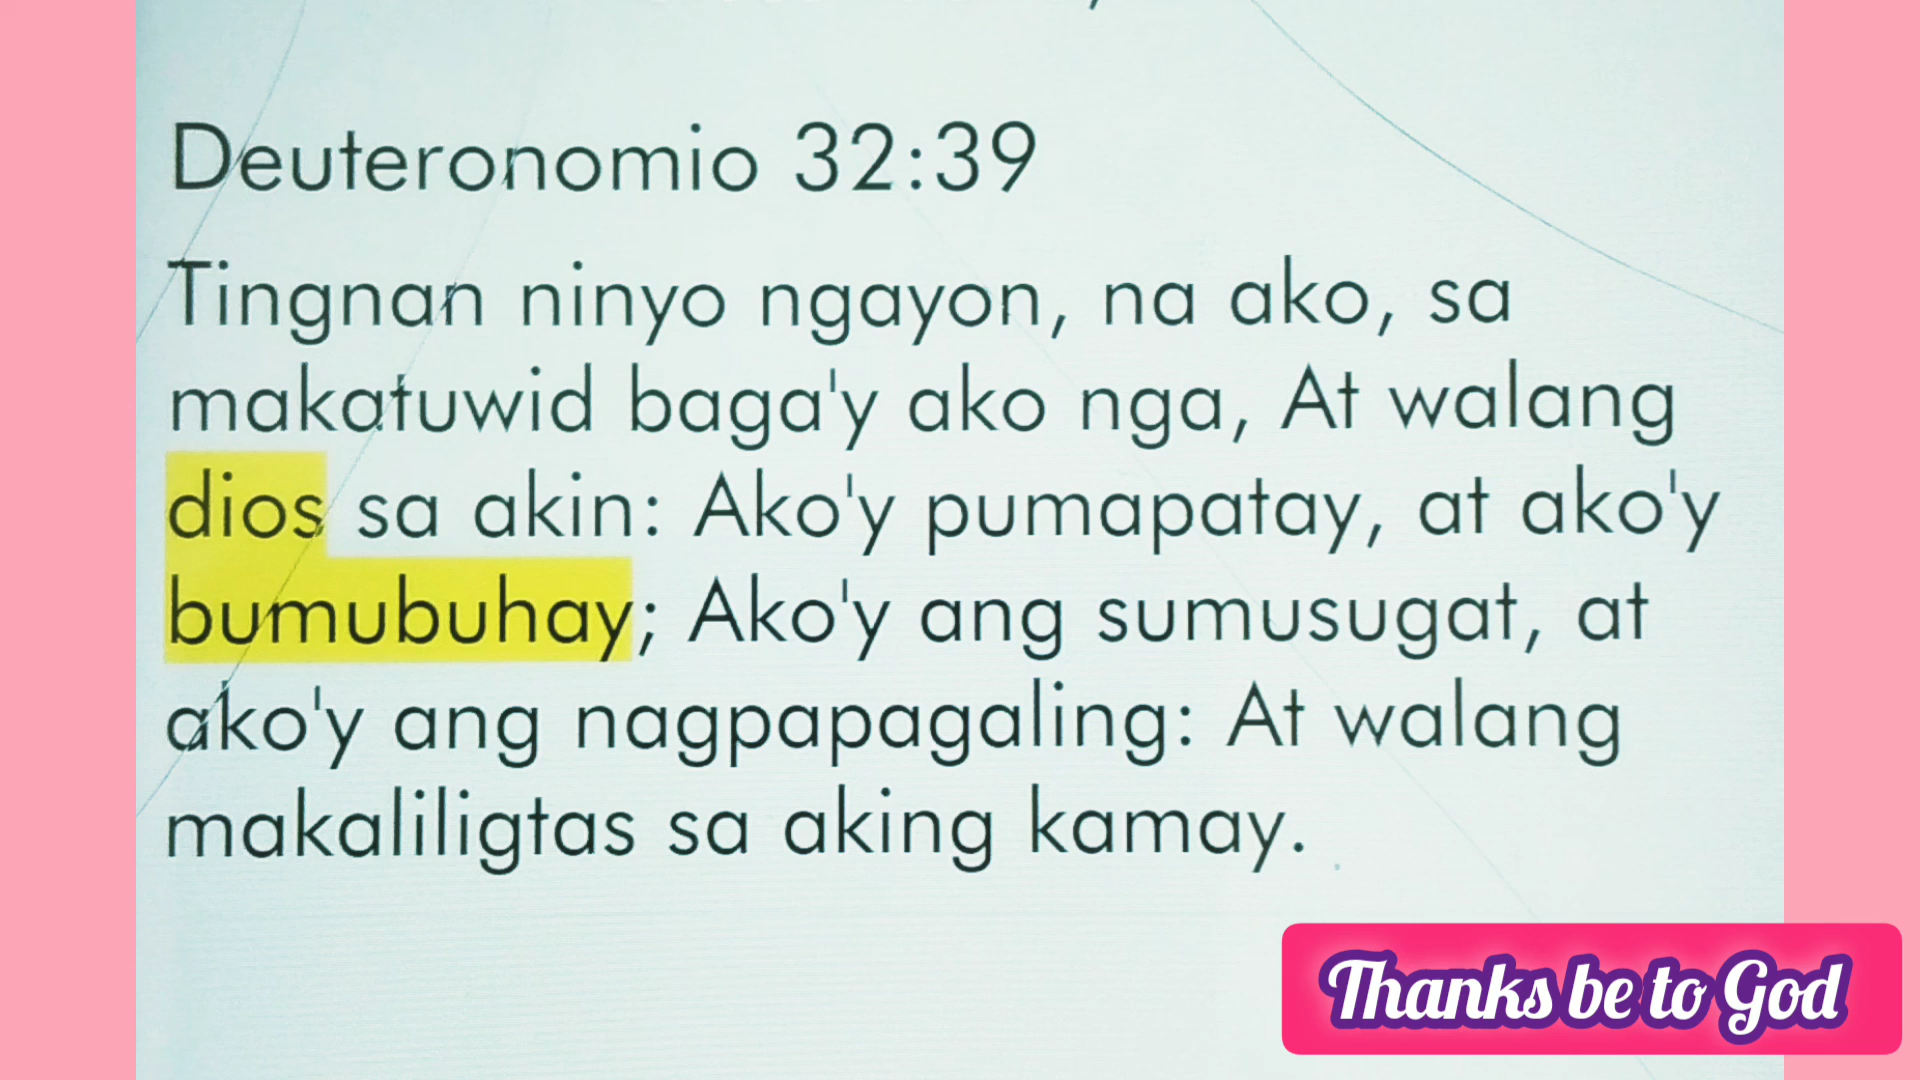 Deuteronomio 32:39
Tingnan ninyo ngayon, na ako, sa
makatuwid baga'y ako nga, At walang
dios sa akin: Ako'y pumapatay, at ako'y
bumubuhay; Ako'y ang sumusugat, at
ako'y ang nagpapagaling: At walang
makaliligtas sa aking kamay.
Thanks be to God